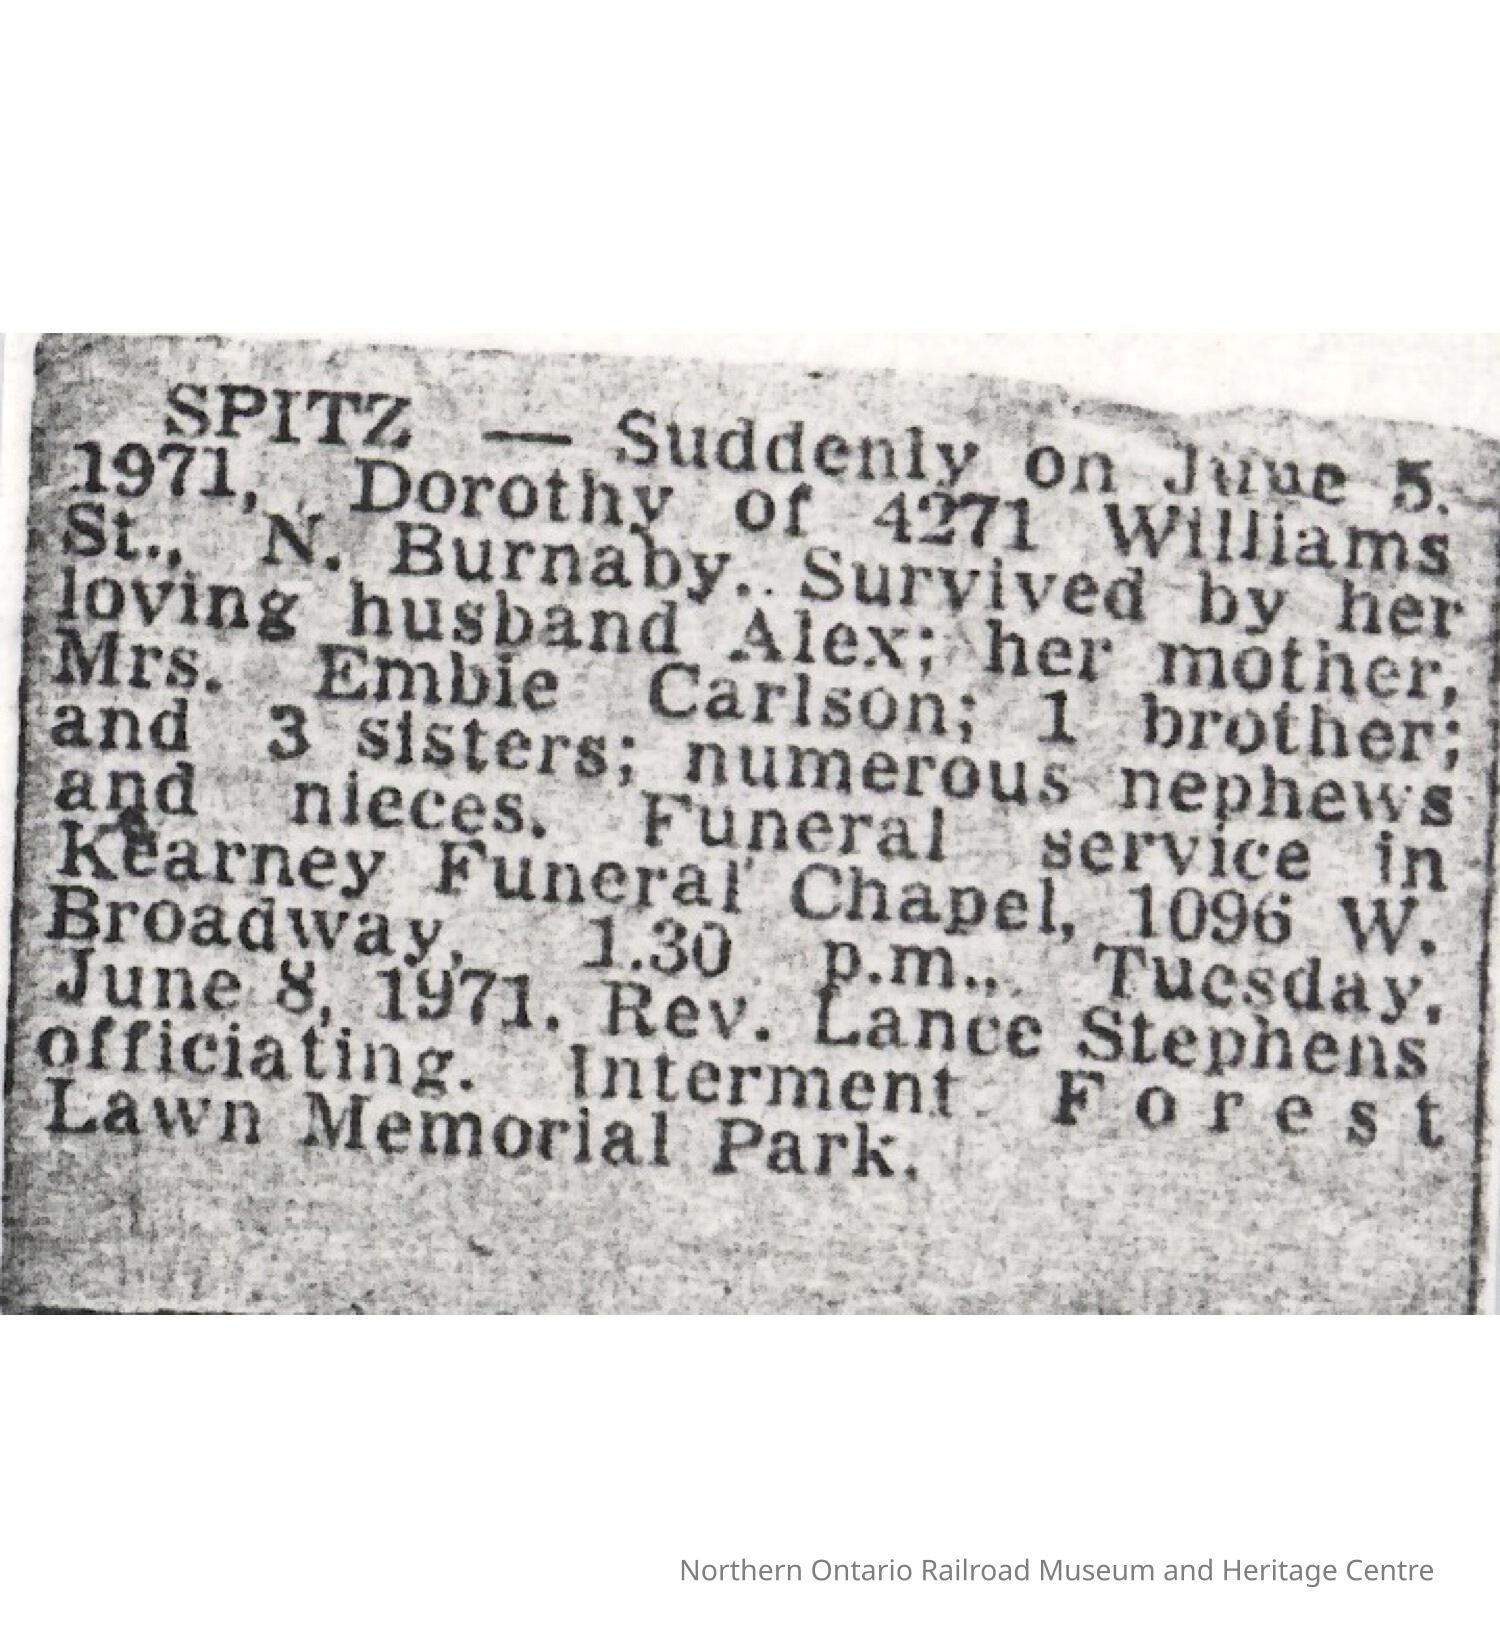 SPITZ — Suddenly on June 5,
1971, Dorothy of 4271 Williams
St., N. Burnaby. Survived by her
loving husband Alex; her mother,
Mrs. Embie Carlson; 1 brother;
and 3 sisters; numerous nephews
and nieces. Funeral service in
Kearney Funeral Chapel, 1096 W.
Broadway, 1.30 p.m., Tuesday,
June 8, 1971. Rev. Lance Stephens
officiating. Interment Forest
Lawn Memorial Park.
Northern Ontario Railroad Museum and Heritage Centre